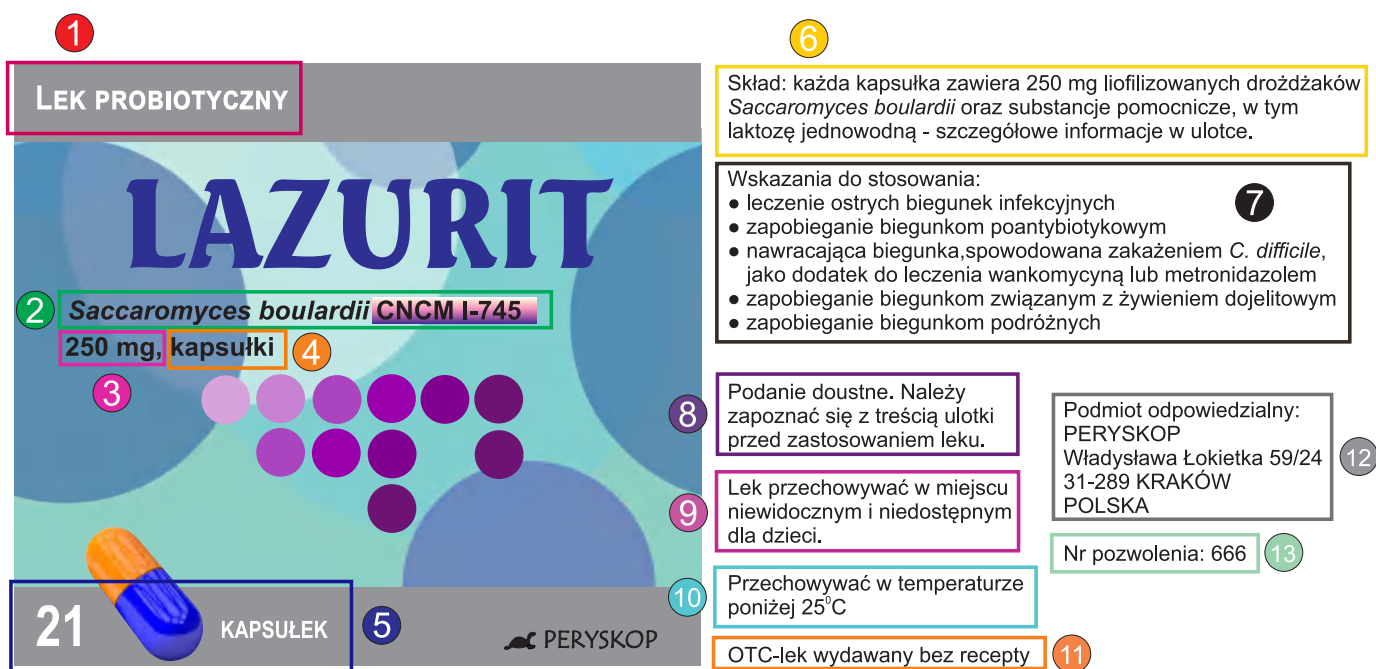 1
LEK PROBIOTYCZNY
LAZURIT
2
Saccaromyces boulardii CNCM I-745
250 mg, kapsułki
4
3
21 KAPSUŁEK
5
PERYSKOP
6
Skład: każda kapsułka zawiera 250 mg liofilizowanych drożdżaków
Saccaromyces boulardii oraz substancje pomocnicze, w tym
laktozę jednowodną - szczegółowe informacje w ulotce.
Wskazania do stosowania:
7
● leczenie ostrych biegunek infekcyjnych
● zapobieganie biegunkom poantybiotykowym
● nawracająca biegunka,spowodowana zakażeniem C. difficile,
jako dodatek do leczenia wankomycyną lub metronidazolem
● zapobieganie biegunkom związanym z żywieniem dojelitowym
● zapobieganie biegunkom podróżnych
8
Podanie doustne. Należy
zapoznać się z treścią ulotki
przed zastosowaniem leku.
9
Lek przechowywać w miejscu
niewidocznym i niedostępnym
dla dzieci.
10
Przechowywać w temperaturze
poniżej 25⁰C
OTC-lek wydawany bez recepty
11
Podmiot odpowiedzialny:
PERYSKOP
Władysława Łokietka 59/24
31-289 KRAKÓW
POLSKA
12
Nr pozwolenia: 666
13